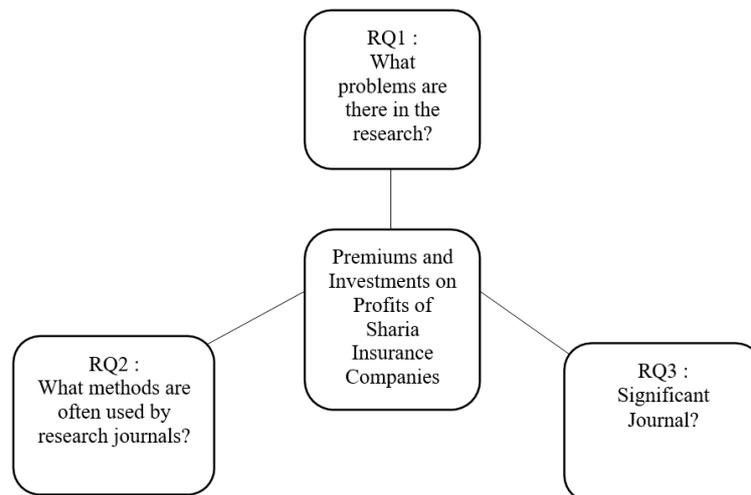 RQ1 :
What
problems are
there in the
research?
Premiums and
Investments on
Profits of
Sharia
Insurance
Companies
RQ2 :
What methods are
often used by
research journals?
RQ3 :
Significant
Journal?